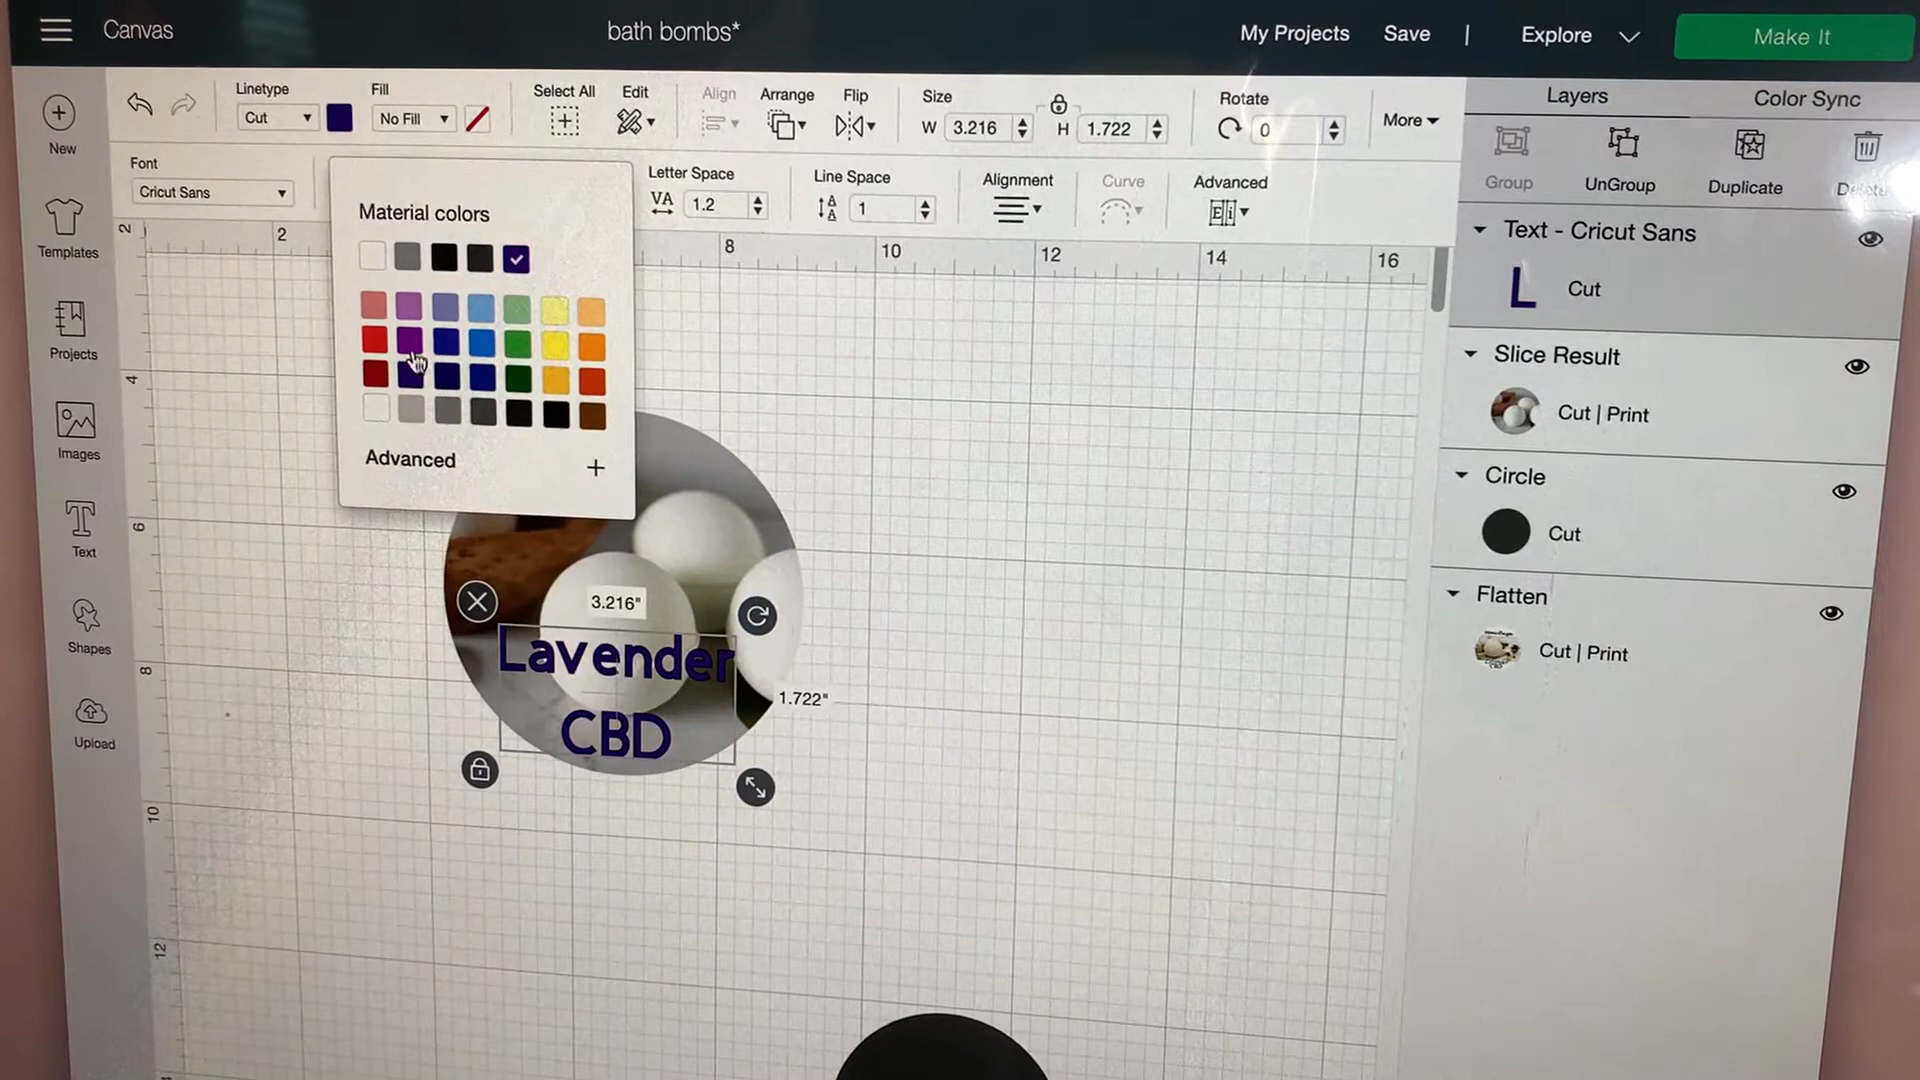 Canvas
bath bombs*
My Projects
Save
Explore
Make It
Linetype
Cut
Fill
No Fill
Select All
Edit
Align
Arrange
Flip
Size
W 3.216
H 1.722
Rotate
0
More
Font
Cricut Sans
Letter Space
VA 1.2
Line Space
1
Alignment
Curve
Advanced
New
Templates
Projects
Images
Text
Shapes
Upload
Material colors
Advanced
2
8
10
12
14
16
2
4
6
8
10
12
3.216"
1.722"
Lavender
CBD
Layers
Color Sync
Group
UnGroup
Duplicate
Delete
Text - Cricut Sans
L
Cut
Slice Result
Cut | Print
Circle
Cut
Flatten
Cut | Print